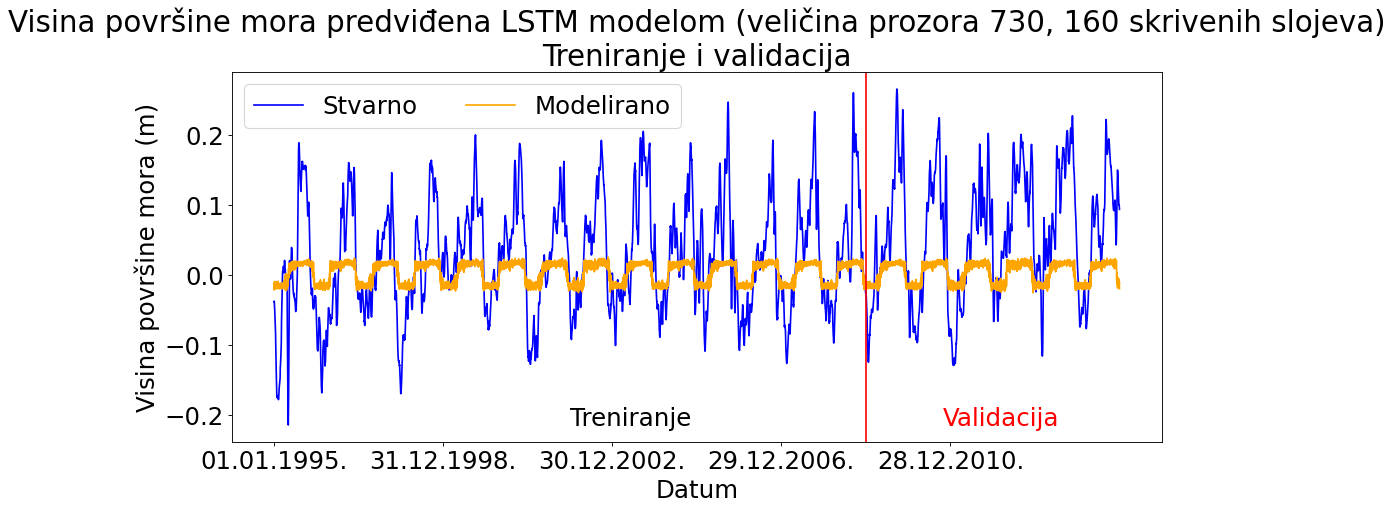 Visina površine mora predviđena LSTM modelom (veličina prozora 730, 160 skrivenih slojeva)
Treniranje i validacija
Stvarno Modelirano
Visina površine mora (m)
0.2
0.1
0.0
−0.1
−0.2
Treniranje Validacija
01.01.1995. 31.12.1998. 30.12.2002. 29.12.2006. 28.12.2010.
Datum